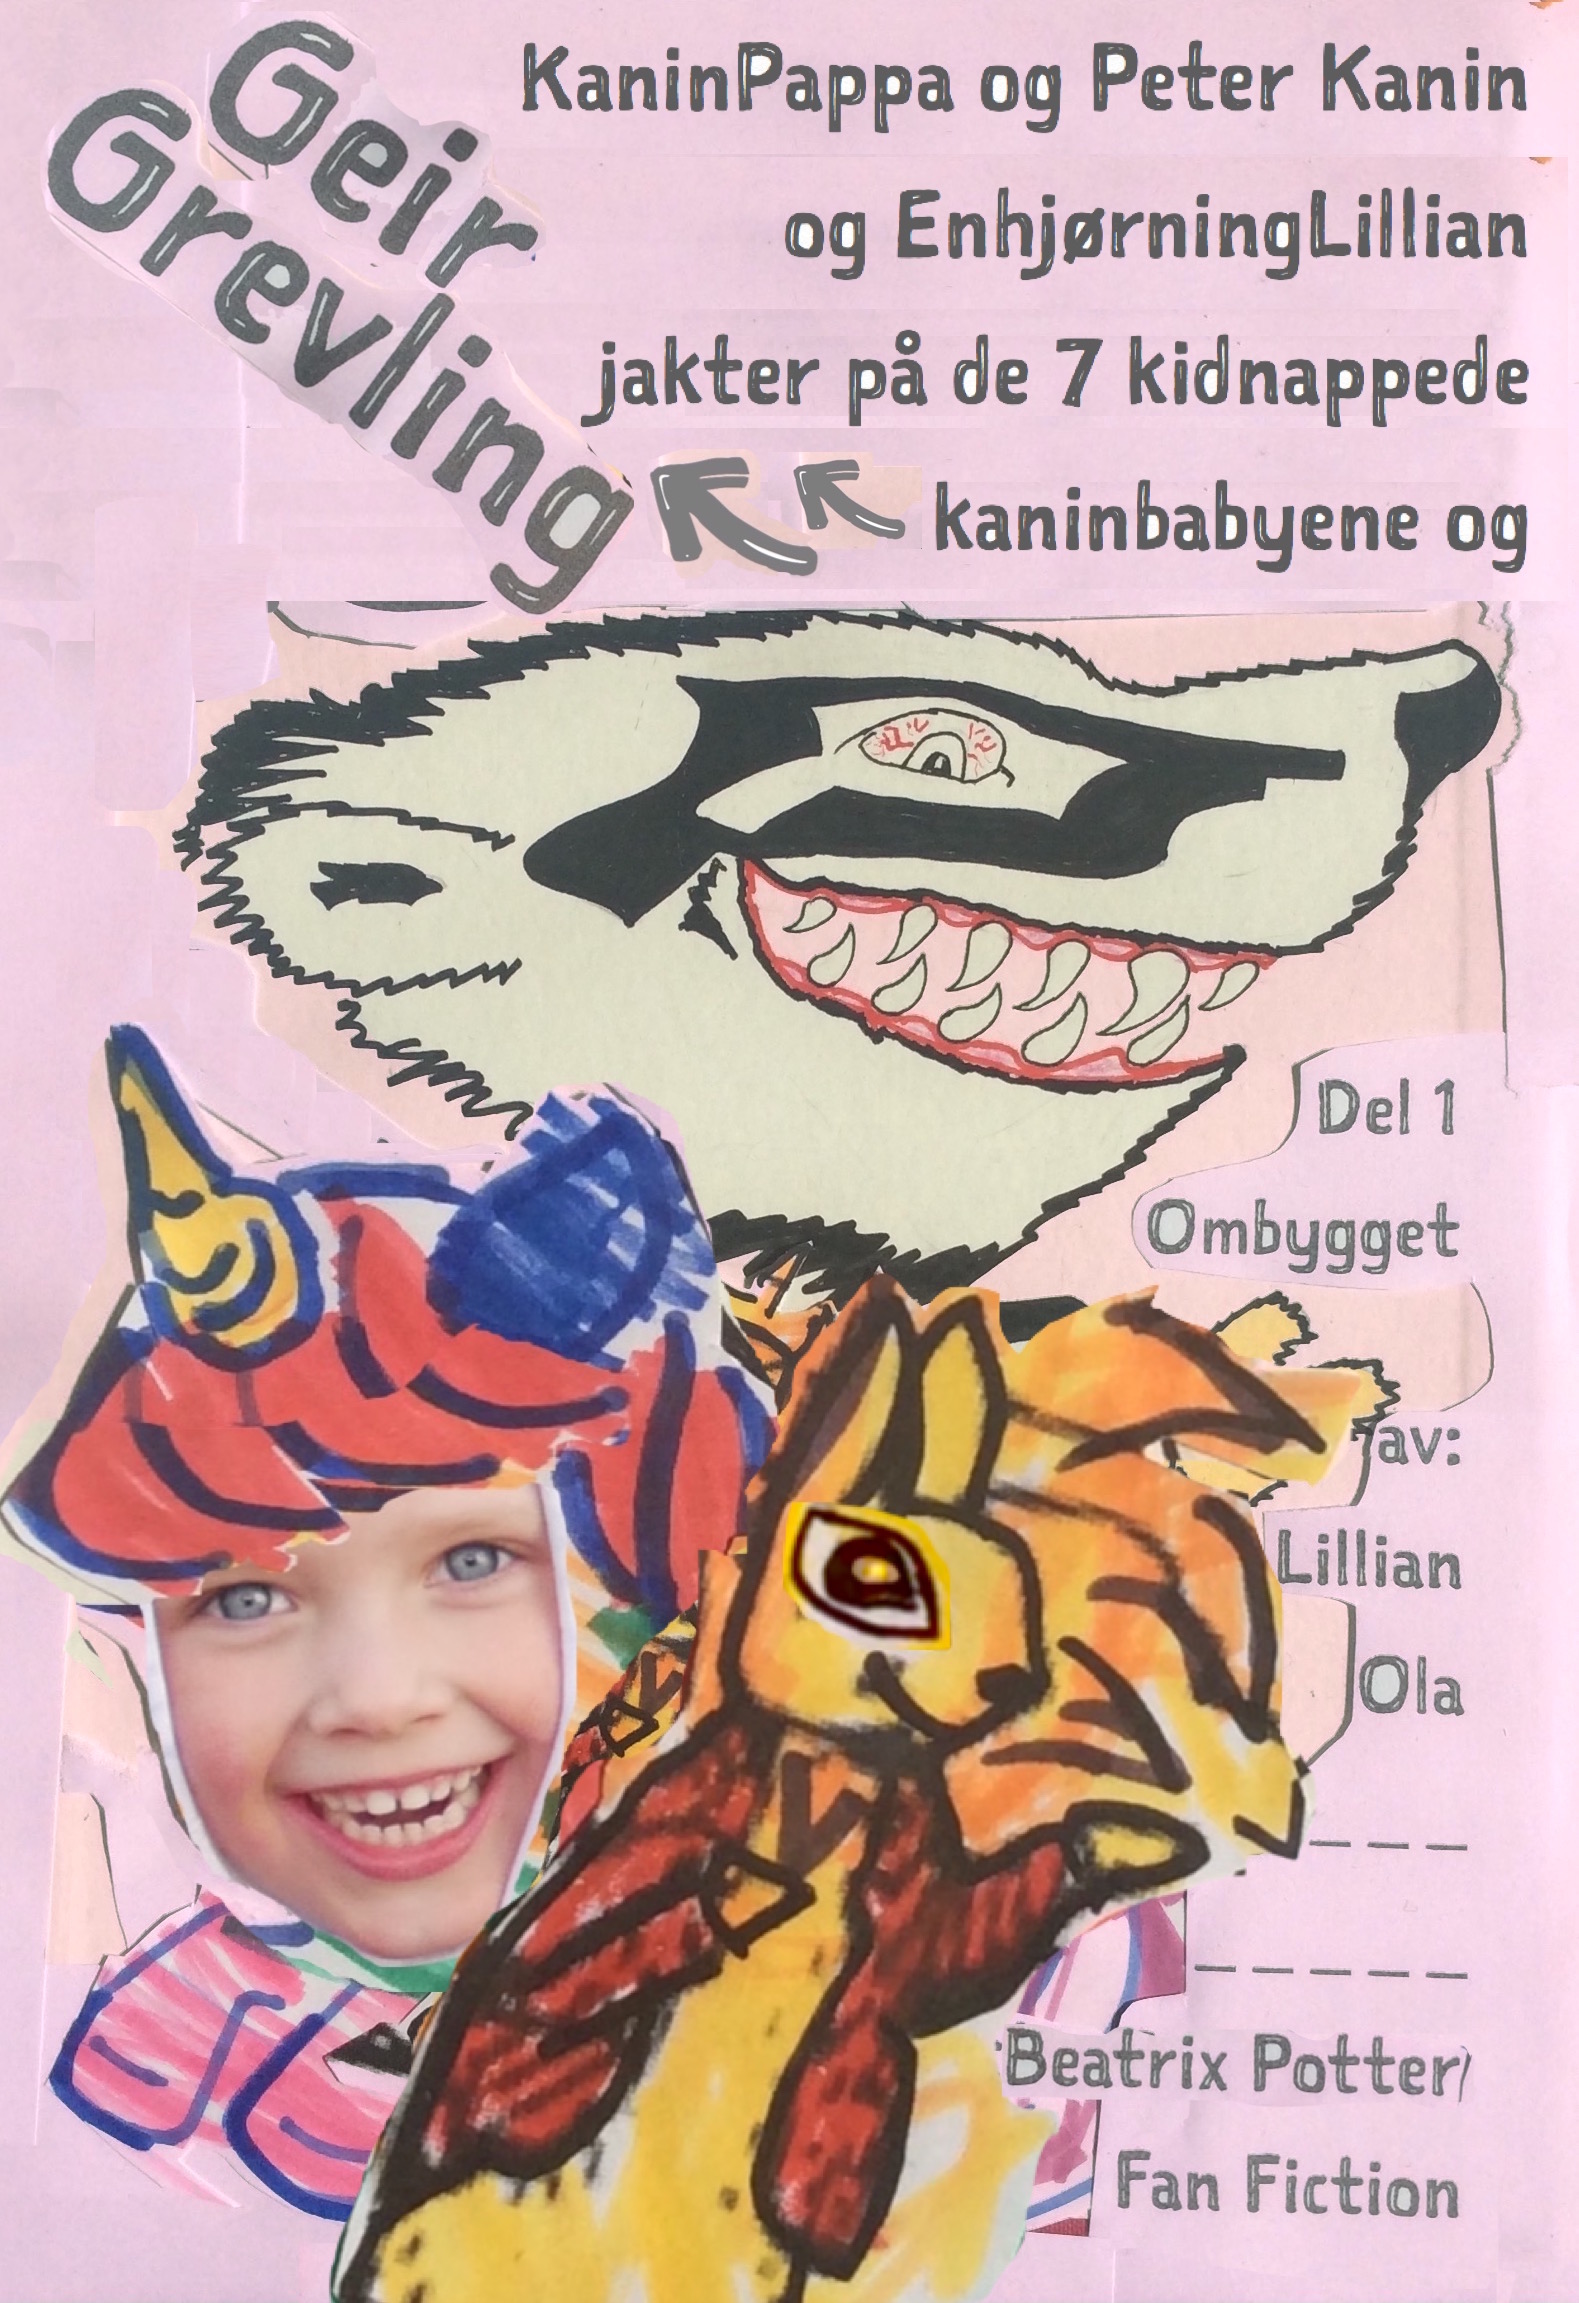 KaninPappa og Peter Kanin
og EnhjørningLillian
jakter på de 7 kidnappede
kaninbabyene og
Geir
Grevling
Del 1
Ombygget
av:
Lillian
Ola
Beatrix Potter
Fan Fiction